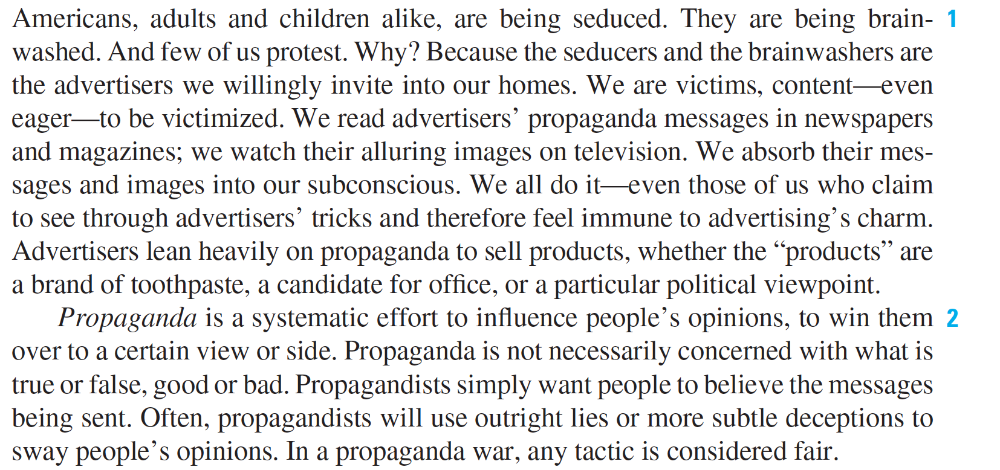 Americans, adults and children alike, are being seduced. They are being brain- 1
washed. And few of us protest. Why? Because the seducers and the brainwashers are
the advertisers we willingly invite into our homes. We are victims, content—even
eager—to be victimized. We read advertisers’ propaganda messages in newspapers
and magazines; we watch their alluring images on television. We absorb their mes-
sages and images into our subconscious. We all do it—even those of us who claim
to see through advertisers’ tricks and therefore feel immune to advertising’s charm.
Advertisers lean heavily on propaganda to sell products, whether the “products” are
a brand of toothpaste, a candidate for office, or a particular political viewpoint.
Propaganda is a systematic effort to influence people’s opinions, to win them 2
over to a certain view or side. Propaganda is not necessarily concerned with what is
true or false, good or bad. Propagandists simply want people to believe the messages
being sent. Often, propagandists will use outright lies or more subtle deceptions to
sway people’s opinions. In a propaganda war, any tactic is considered fair.